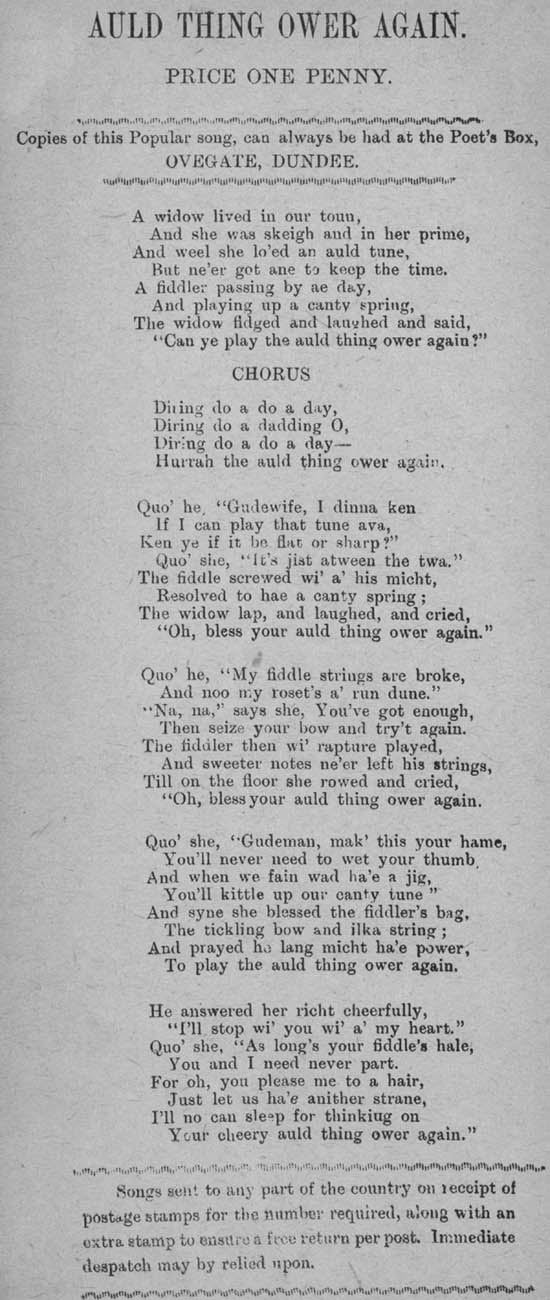 AULD THING OWER AGAIN.
PRICE ONE PENNY.
Copies of this Popular song, can always be had at the Poet's Box,
OVEGATE, DUNDEE.
A widow lived in our toun,
And she was skeigh and in her prime,
And weel she lo'ed an auld tune,
But ne'er got ane to keep the time.
A fiddler passing by ae day,
And playing up a canty spring,
The widow fidged and laughed and said,
"Can ye play the auld thing ower again?"
CHORUS
Diring do a do a day,
Diring do a dadding O,
Diring do a do a day—
Hurrah the auld thing ower again.
Quo' he, "Gudewife, I dinna ken
If I can play that tune ava,
Ken ye if it be flat or sharp?"
Quo' she, "It's jist atween the twa."
The fiddle screwed wi' a' his micht,
Resolved to hae a canty spring;
The widow lap, and laughed, and cried,
"Oh, bless your auld thing ower again."
Quo' he, "My fiddle strings are broke,
And noo my roset's a' run dune."
"Na, na," says she, You've got enough,
Then seize your bow and try't again.
The fiddler then wi' rapture played,
And sweeter notes ne'er left his strings,
Till on the floor she rowed and cried,
"Oh, bless your auld thing ower again.
Quo' she, "Gudeman, mak' this your hame,
You'll never need to wet your thumb,
And when we fain wad ha'e a jig,
You'll kittle up our canty tune"
And syne she blessed the fiddler's bag,
The tickling bow and ilka string;
And prayed he lang micht ha'e power,
To play the auld thing ower again.
He answered her richt cheerfully,
"I'll stop wi' you wi' a' my heart."
Quo' she, "As long's your fiddle's hale,
You and I need never part.
For oh, you please me to a hair,
Just let us ha'e anither strane,
I'll no can sleep for thinking on
Your cheery auld thing ower again."
Songs sent to any part of the country on receipt of
postage stamps for the number required, along with an
extra stamp to ensure a free return per post. Immediate
despatch may by relied upon.